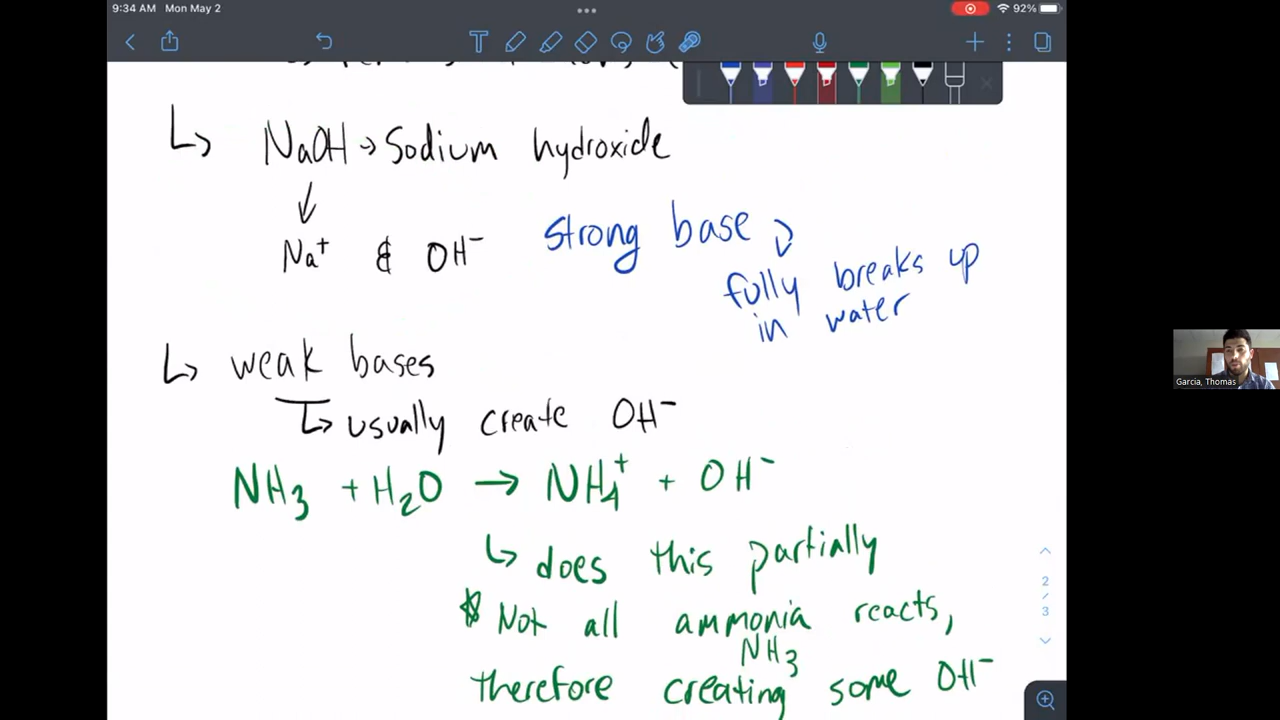 9:34 AM Mon May 2
92%
↳ NaOH → Sodium hydroxide
↓
Na⁺ & OH⁻
strong base
fully breaks up
in water
↳ weak bases
↳ usually create OH⁻
NH₃ + H₂O → NH₄⁺ + OH⁻
↳ does this partially
* Not all ammonia reacts,
NH₃
therefore creating some OH⁻
2
/
3
Garcia, Thomas